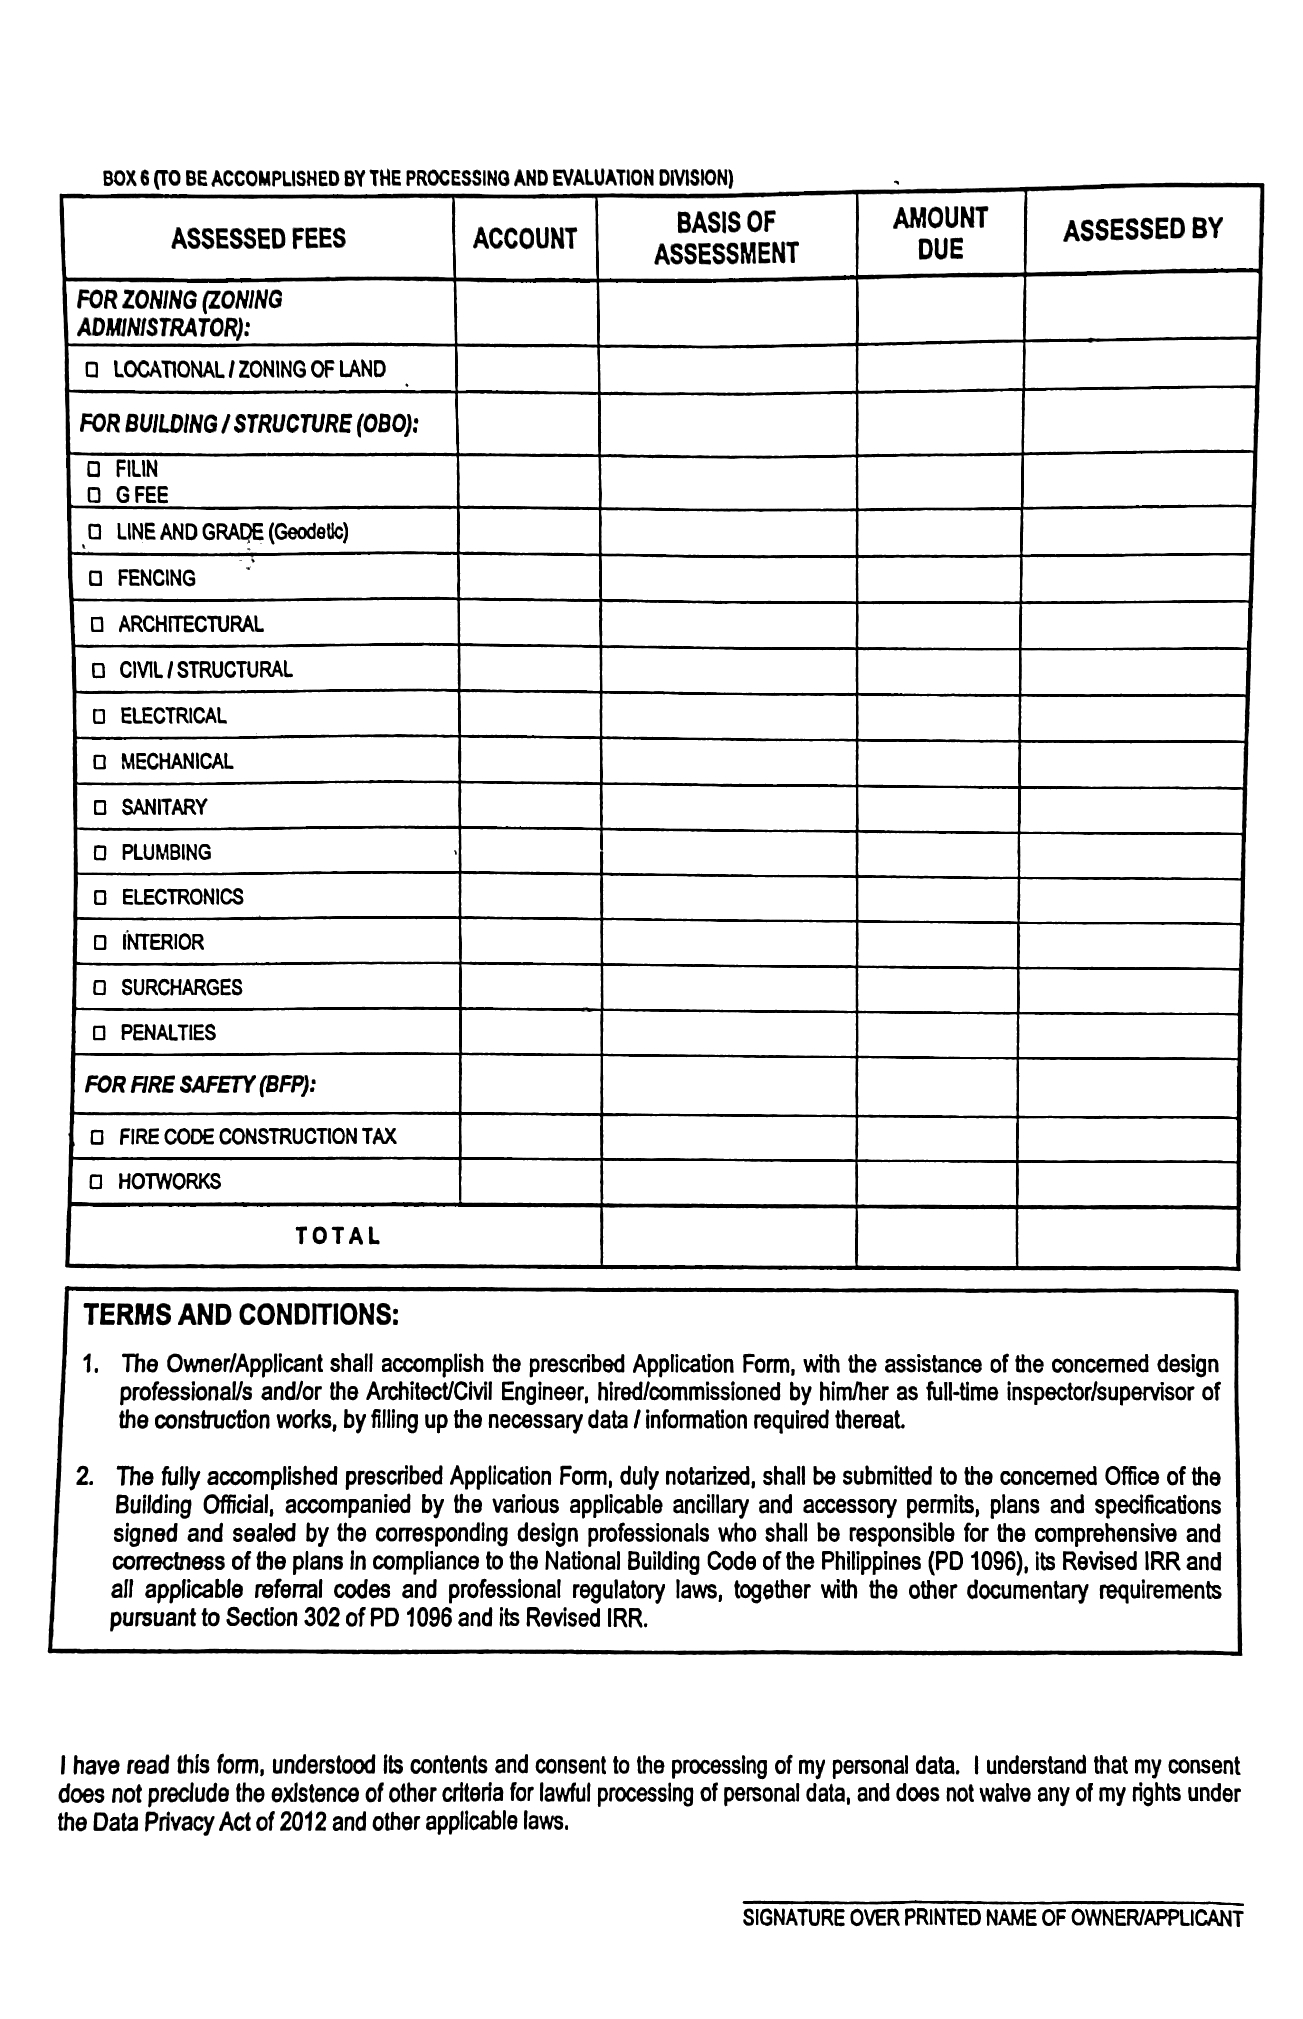 BOX 6 (TO BE ACCOMPLISHED BY THE PROCESSING AND EVALUATION DIVISION)
ASSESSED FEES ACCOUNT BASIS OF ASSESSMENT AMOUNT DUE ASSESSED BY
FOR ZONING (ZONING
ADMINISTRATOR):
☐ LOCATIONAL / ZONING OF LAND
FOR BUILDING / STRUCTURE (OBO):
☐ FILIN
☐ G FEE
☐ LINE AND GRADE (Geodetic)
☐ FENCING
☐ ARCHITECTURAL
☐ CIVIL / STRUCTURAL
☐ ELECTRICAL
☐ MECHANICAL
☐ SANITARY
☐ PLUMBING
☐ ELECTRONICS
☐ INTERIOR
☐ SURCHARGES
☐ PENALTIES
FOR FIRE SAFETY (BFP):
☐ FIRE CODE CONSTRUCTION TAX
☐ HOTWORKS
TOTAL
TERMS AND CONDITIONS:
1. The Owner/Applicant shall accomplish the prescribed Application Form, with the assistance of the concerned design
professional/s and/or the Architect/Civil Engineer, hired/commissioned by him/her as full-time inspector/supervisor of
the construction works, by filling up the necessary data / information required thereat.
2. The fully accomplished prescribed Application Form, duly notarized, shall be submitted to the concerned Office of the
Building Official, accompanied by the various applicable ancillary and accessory permits, plans and specifications
signed and sealed by the corresponding design professionals who shall be responsible for the comprehensive and
correctness of the plans in compliance to the National Building Code of the Philippines (PD 1096), its Revised IRR and
all applicable referral codes and professional regulatory laws, together with the other documentary requirements
pursuant to Section 302 of PD 1096 and its Revised IRR.
I have read this form, understood its contents and consent to the processing of my personal data. I understand that my consent
does not preclude the existence of other criteria for lawful processing of personal data, and does not waive any of my rights under
the Data Privacy Act of 2012 and other applicable laws.
SIGNATURE OVER PRINTED NAME OF OWNER/APPLICANT